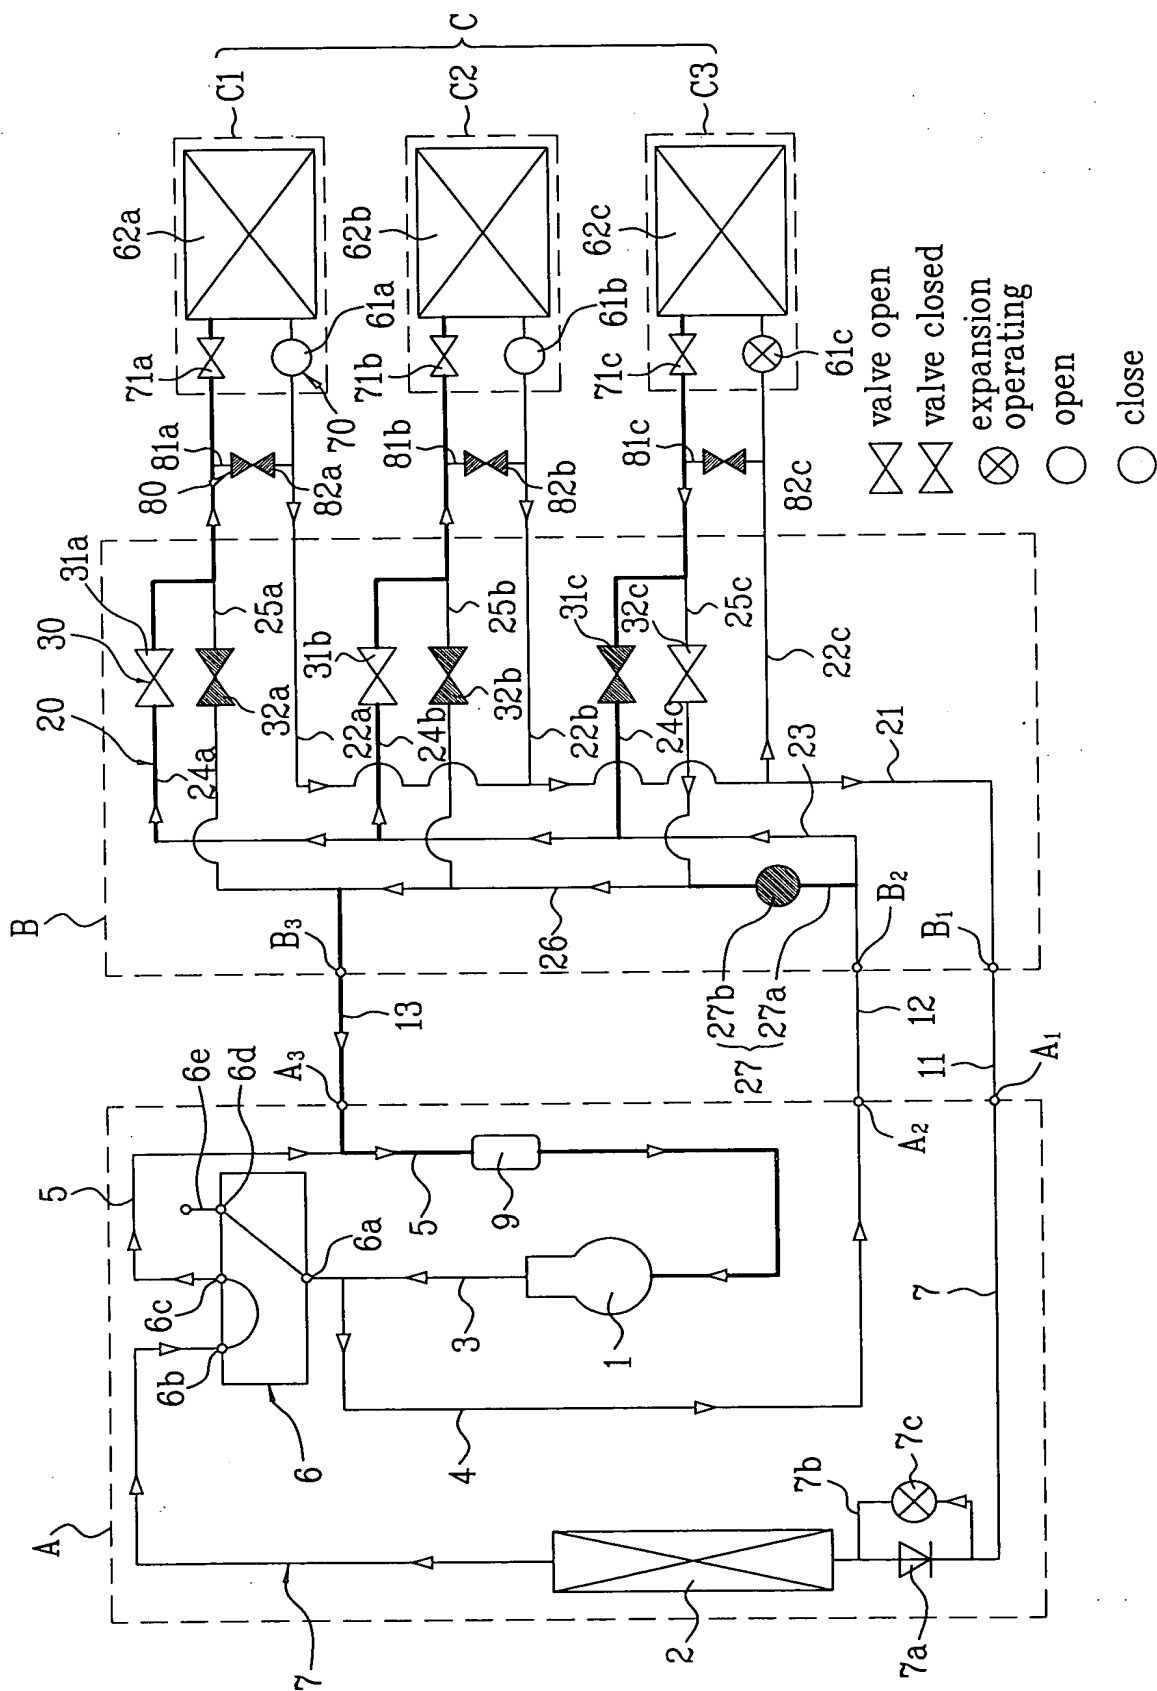 A
B
7
5
20
30
31a
62a
C1
6
6b
6c
6e
6d
24a
32a
25a
81a
80
71a
A3
13
B3
22a
82a
70
61a
6a
31b
62b
C2
C
5
24b
25b
81b
71b
4
3
9
32b
82b
1
26
22b
61b
31c
2
32c
24c
25c
81c
71c
62c
C3
27
27b
27a
82c
22c
61c
7b
7c
7a
7
A2
12
B2
23
11
B1
21
A1
valve open
valve closed
expansion
operating
open
close